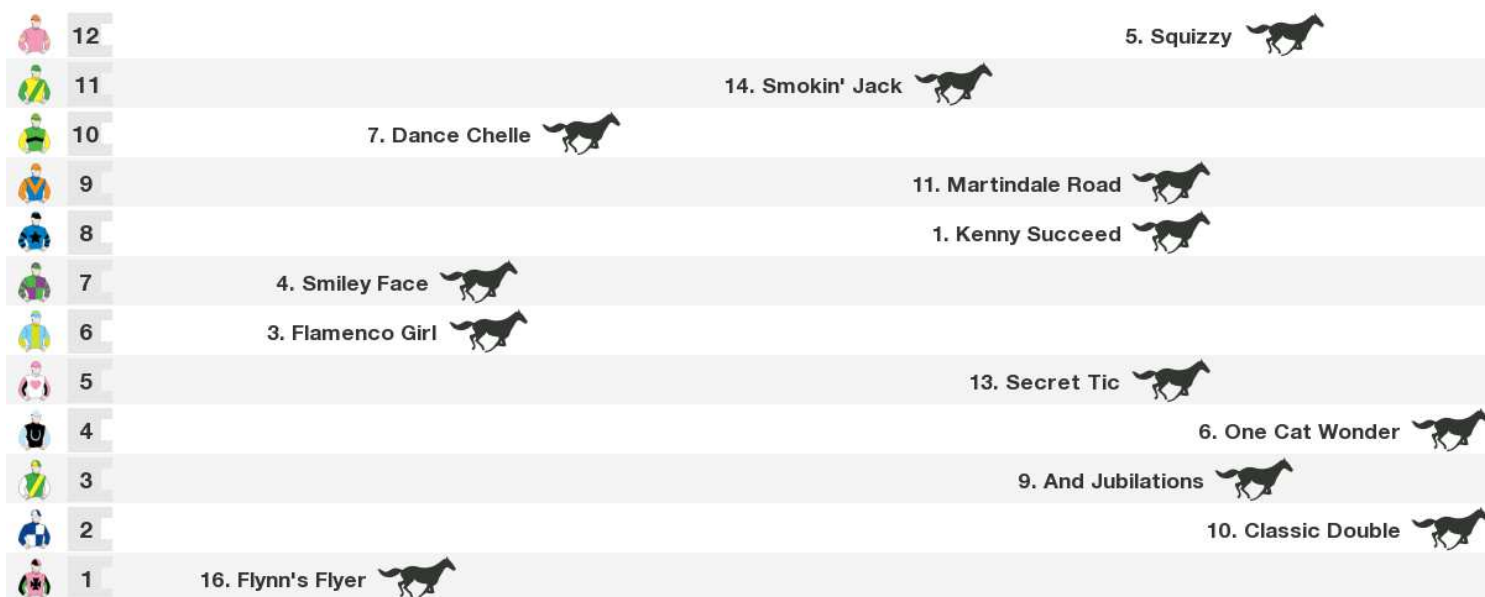 12 5. Squizzy
11 14. Smokin' Jack
10 7. Dance Chelle
9 11. Martindale Road
8 1. Kenny Succeed
7 4. Smiley Face
6 3. Flamenco Girl
5 13. Secret Tic
4 6. One Cat Wonder
3 9. And Jubilations
2 10. Classic Double
1 16. Flynn's Flyer